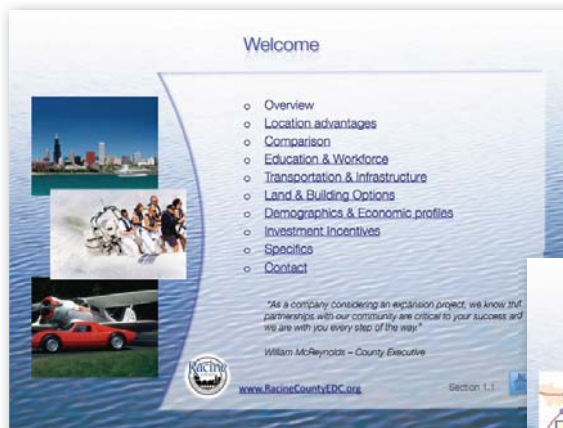 Welcome
Overview
Location advantages
Comparison
Education & Workforce
Transportation & Infrastructure
Land & Building Options
Demographics & Economic profiles
Investment Incentives
Specifics
Contact
"As a company considering an expansion project, we know that
partnerships with our community are critical to your success and
we are with you every step of the way."
William McReynolds – County Executive
Racine
www.RacineCountyEDC.org
Section 1.1